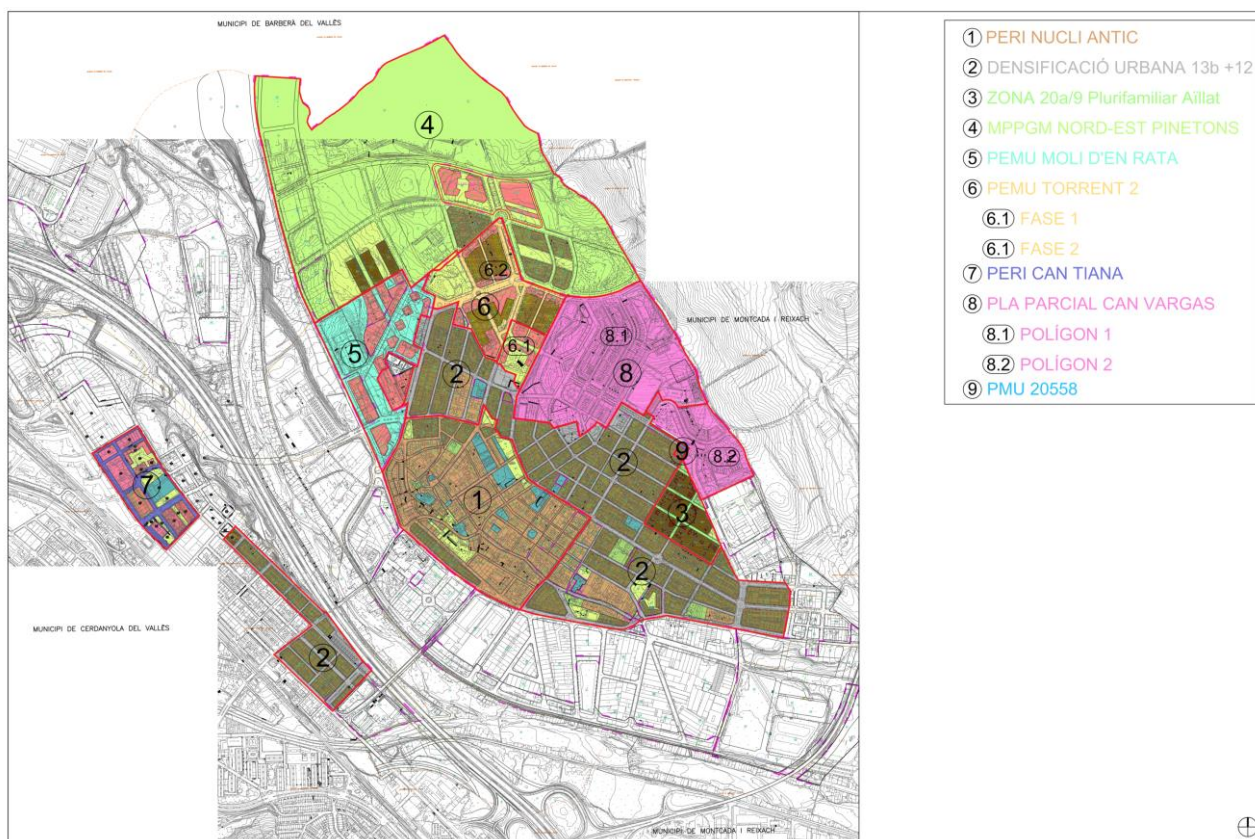 MUNICIPI DE BARBERÀ DEL VALLÈS
4
6.2
6
MUNICIPI DE MONTCADA I REIXACH
8.1
6.1
5
2
8
9
2
8.2
7
1
3
2
MUNICIPI DE CERDANYOLA DEL VALLÈS
2
MUNICIPI DE MONTCADA I REIXACH
1 PERI NUCLI ANTIC
2 DENSIFICACIÓ URBANA 13b +12
3 ZONA 20a/9 Plurifamiliar Aïllat
4 MPPGM NORD-EST PINETONS
5 PEMU MOLI D'EN RATA
6 PEMU TORRENT 2
6.1 FASE 1
6.1 FASE 2
7 PERI CAN TIANA
8 PLA PARCIAL CAN VARGAS
8.1 POLÍGON 1
8.2 POLÍGON 2
9 PMU 20558